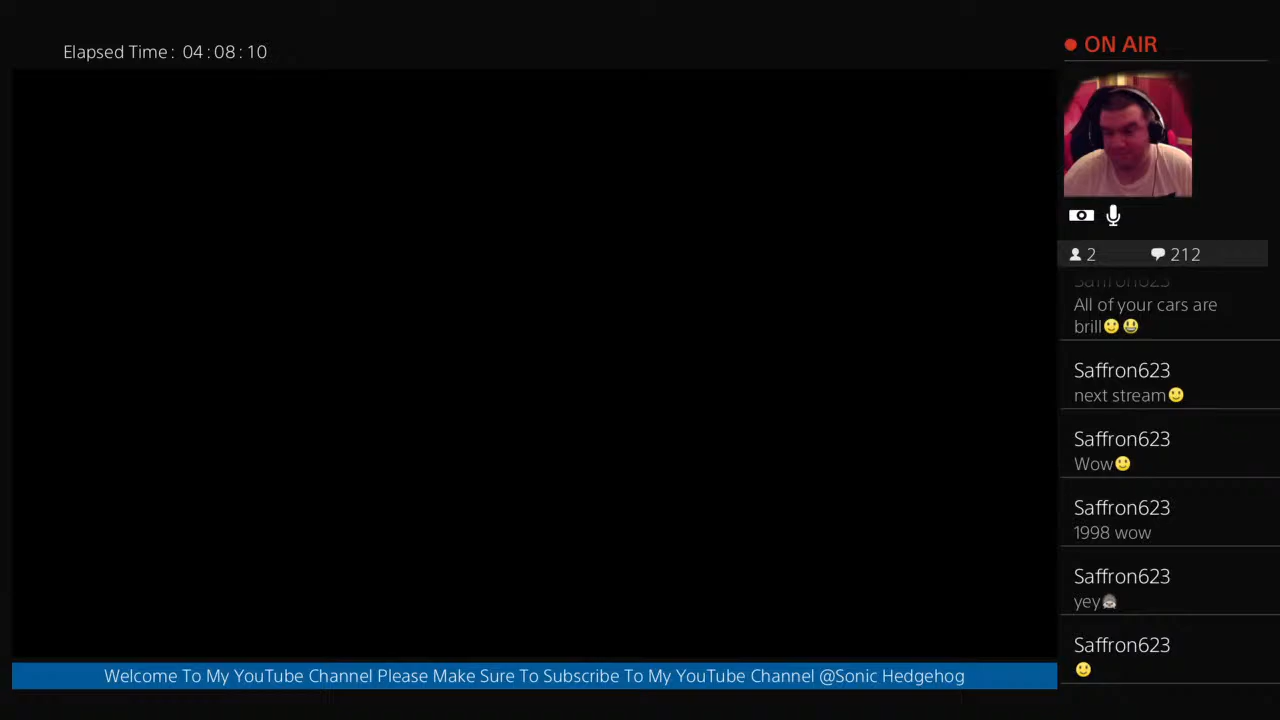 Elapsed Time: 04:08:10
ON AIR
2 212
Saffron623
All of your cars are
brill🙂😃
Saffron623
next stream🙂
Saffron623
Wow🙂
Saffron623
1998 wow
Saffron623
yey
Saffron623
🙂
Welcome To My YouTube Channel Please Make Sure To Subscribe To My YouTube Channel @Sonic Hedgehog